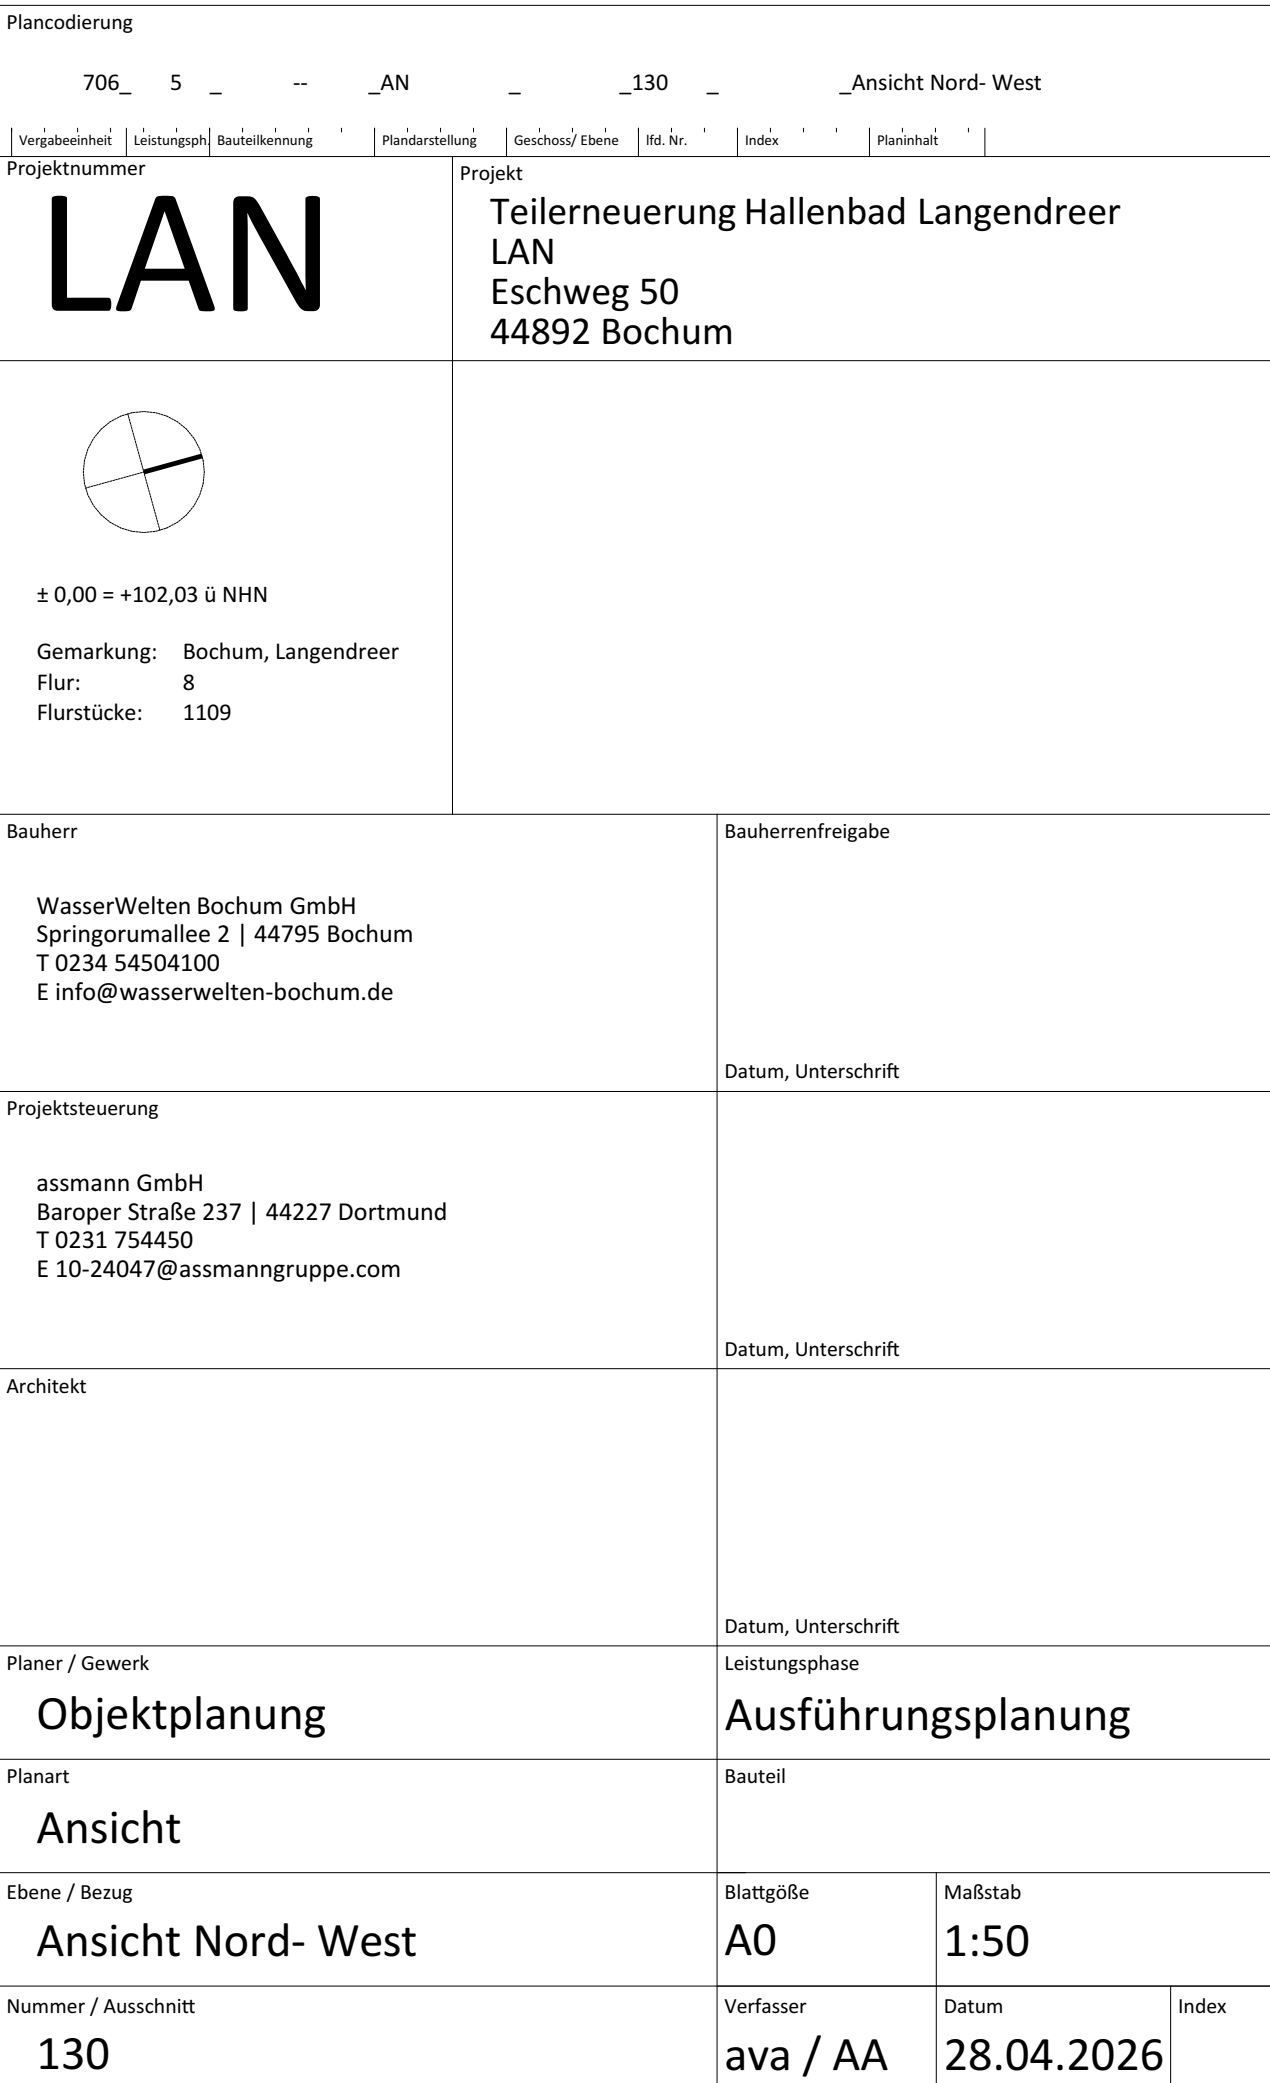 Plancodierung
706_ 5 _ -- _AN _ _130 _ _Ansicht Nord- West
Vergabeeinheit Leistungsph. Bauteilkennung Plandarstellung Geschoss/ Ebene lfd. Nr. Index Planinhalt
Projektnummer
LAN
Projekt
Teilerneuerung Hallenbad Langendreer
LAN
Eschweg 50
44892 Bochum
± 0,00 = +102,03 ü NHN
Gemarkung: Bochum, Langendreer
Flur: 8
Flurstücke: 1109
Bauherr
WasserWelten Bochum GmbH
Springorumallee 2 | 44795 Bochum
T 0234 54504100
E info@wasserwelten-bochum.de
Bauherrenfreigabe
Datum, Unterschrift
Projektsteuerung
assmann GmbH
Baroper Straße 237 | 44227 Dortmund
T 0231 754450
E 10-24047@assmanngruppe.com
Datum, Unterschrift
Architekt
Datum, Unterschrift
Planer / Gewerk
Objektplanung
Leistungsphase
Ausführungsplanung
Planart
Ansicht
Bauteil
Ebene / Bezug
Ansicht Nord- West
Blattgöße
A0
Maßstab
1:50
Nummer / Ausschnitt
130
Verfasser
ava / AA
Datum
28.04.2026
Index